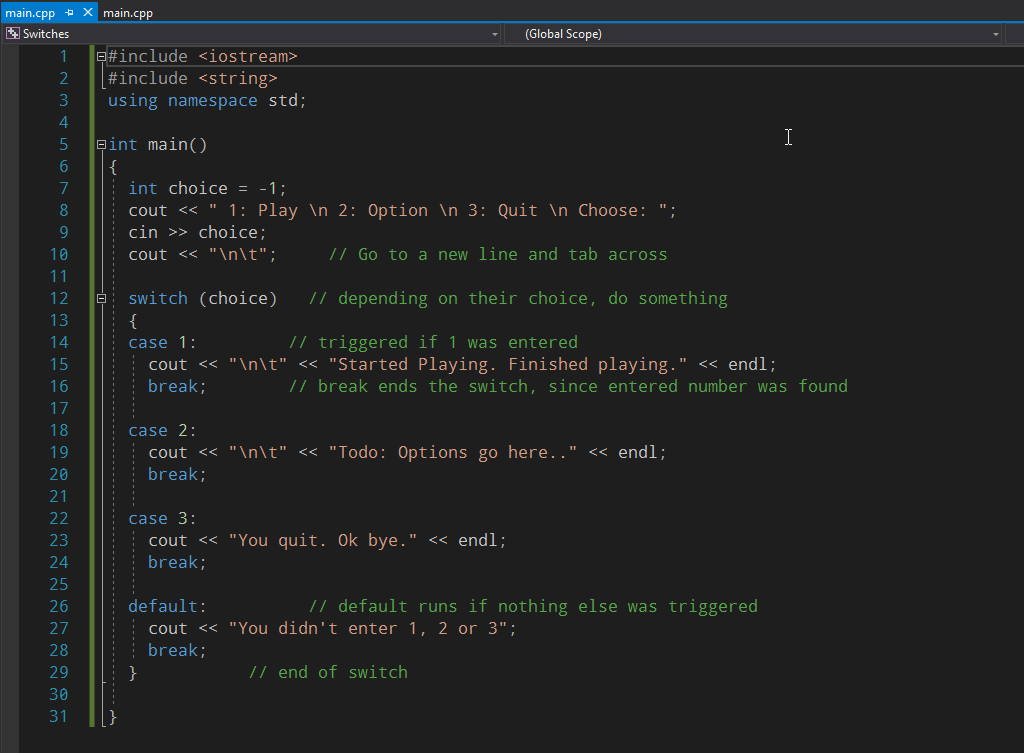 main.cpp main.cpp
Switches (Global Scope)
1 #include <iostream>
2 #include <string>
3 using namespace std;
4
5 int main()
6 {
7 int choice = -1;
8 cout << " 1: Play \n 2: Option \n 3: Quit \n Choose: ";
9 cin >> choice;
10 cout << "\n\t"; // Go to a new line and tab across
11
12 switch (choice) // depending on their choice, do something
13 {
14 case 1: // triggered if 1 was entered
15 cout << "\n\t" << "Started Playing. Finished playing." << endl;
16 break; // break ends the switch, since entered number was found
17
18 case 2:
19 cout << "\n\t" << "Todo: Options go here.." << endl;
20 break;
21
22 case 3:
23 cout << "You quit. Ok bye." << endl;
24 break;
25
26 default: // default runs if nothing else was triggered
27 cout << "You didn't enter 1, 2 or 3";
28 break;
29 } // end of switch
30
31 }